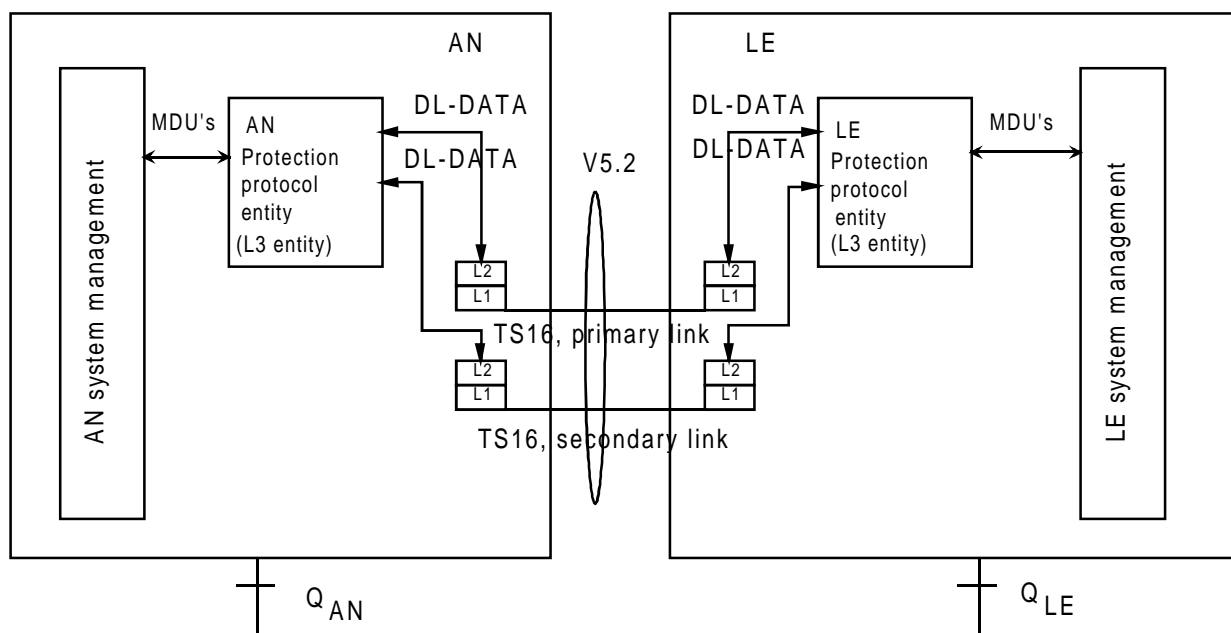 AN
LE
DL-DATA
DL-DATA
MDU's
AN
Protection
protocol
entity
(L3 entity)
DL-DATA
DL-DATA
V5.2
LE
Protection
protocol
entity
(L3 entity)
MDU's
AN system management
LE system management
L2
L1
L2
L1
TS16, primary link
L2
L1
L2
L1
TS16, secondary link
Q AN
Q LE